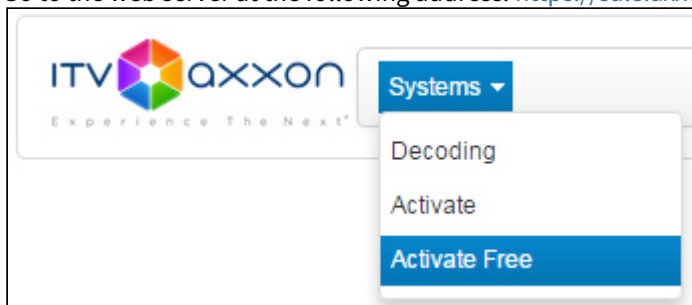 ITV axxon
Experience The Next®
Systems
Decoding
Activate
Activate Free